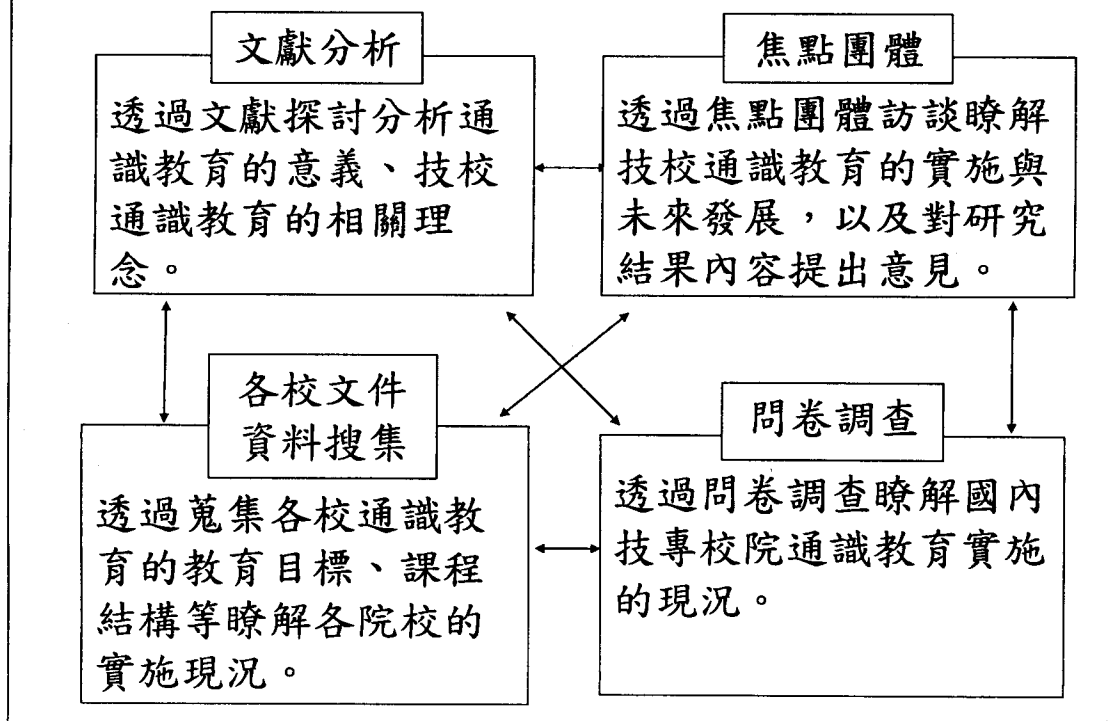 文獻分析
透過文獻探討分析通
識教育的意義、技校
通識教育的相關理
念。
焦點團體
透過焦點團體訪談瞭解
技校通識教育的實施與
未來發展，以及對研究
結果內容提出意見。
各校文件
資料搜集
透過蒐集各校通識教
育的教育目標、課程
結構等瞭解各院校的
實施現況。
問卷調查
透過問卷調查瞭解國內
技專校院通識教育實施
的現況。